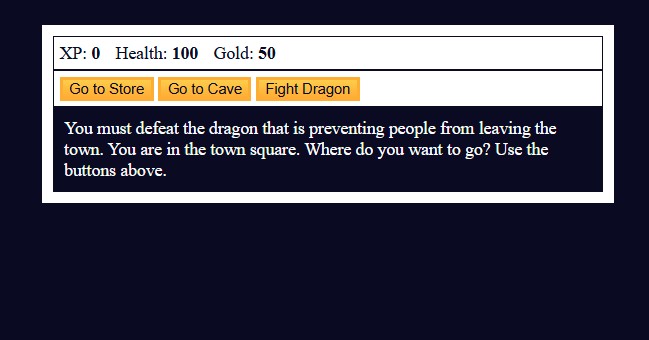 XP: 0 Health: 100 Gold: 50
Go to Store Go to Cave Fight Dragon
You must defeat the dragon that is preventing people from leaving the
town. You are in the town square. Where do you want to go? Use the
buttons above.